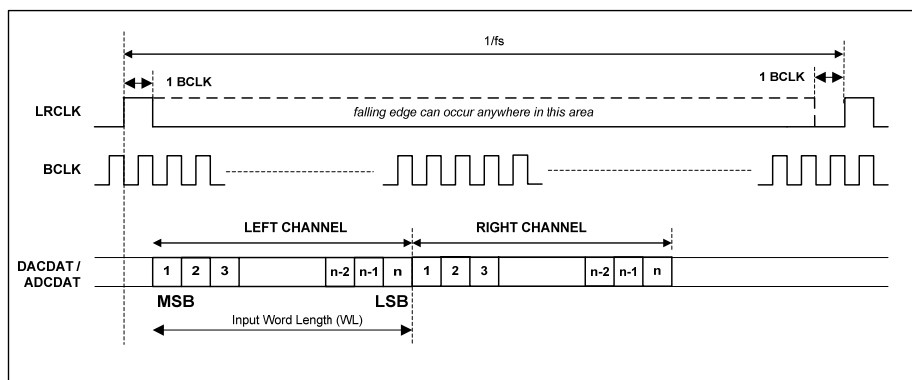 1/fs
1 BCLK
1 BCLK
LRCLK
falling edge can occur anywhere in this area
BCLK
LEFT CHANNEL
RIGHT CHANNEL
DACDAT /
ADCDAT
1 2 3 n-2 n-1 n 1 2 3 n-2 n-1 n
MSB
LSB
Input Word Length (WL)